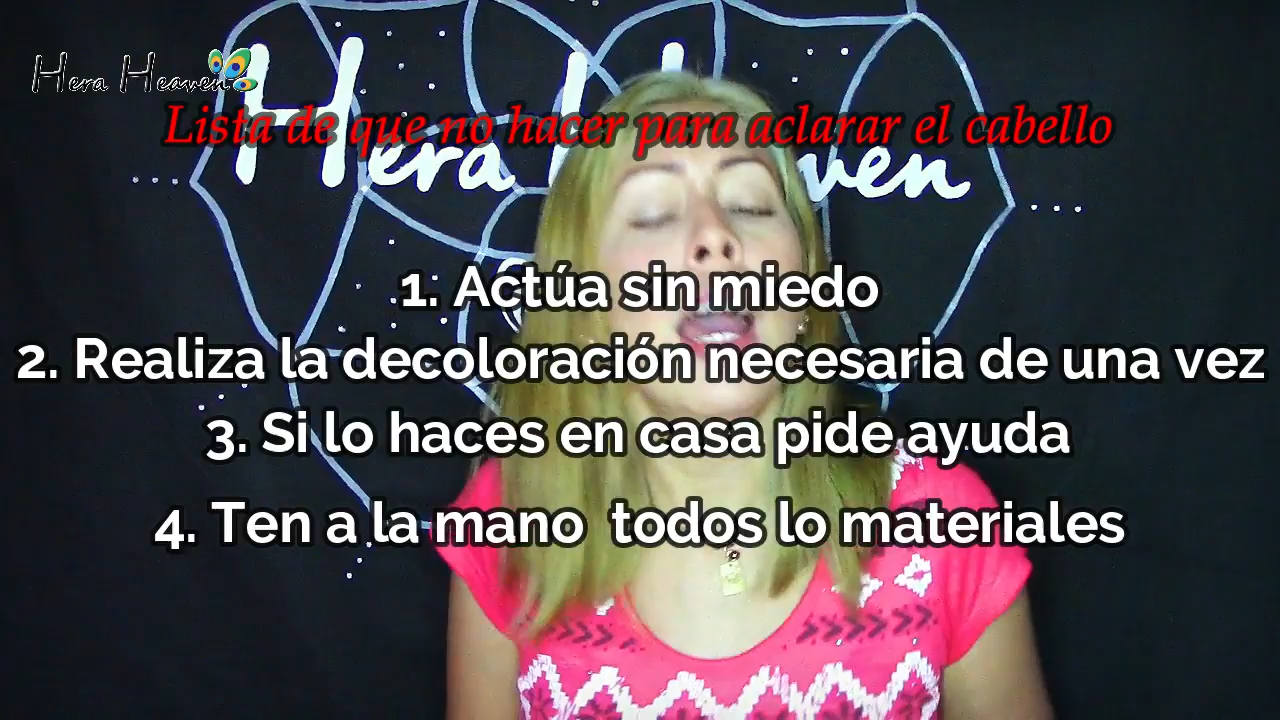 Hera Heaven
Lista de que no hacer para aclarar el cabello
Hera Heaven
1. Actúa sin miedo
2. Realiza la decoloración necesaria de una vez
3. Si lo haces en casa pide ayuda
4. Ten a la mano todos lo materiales